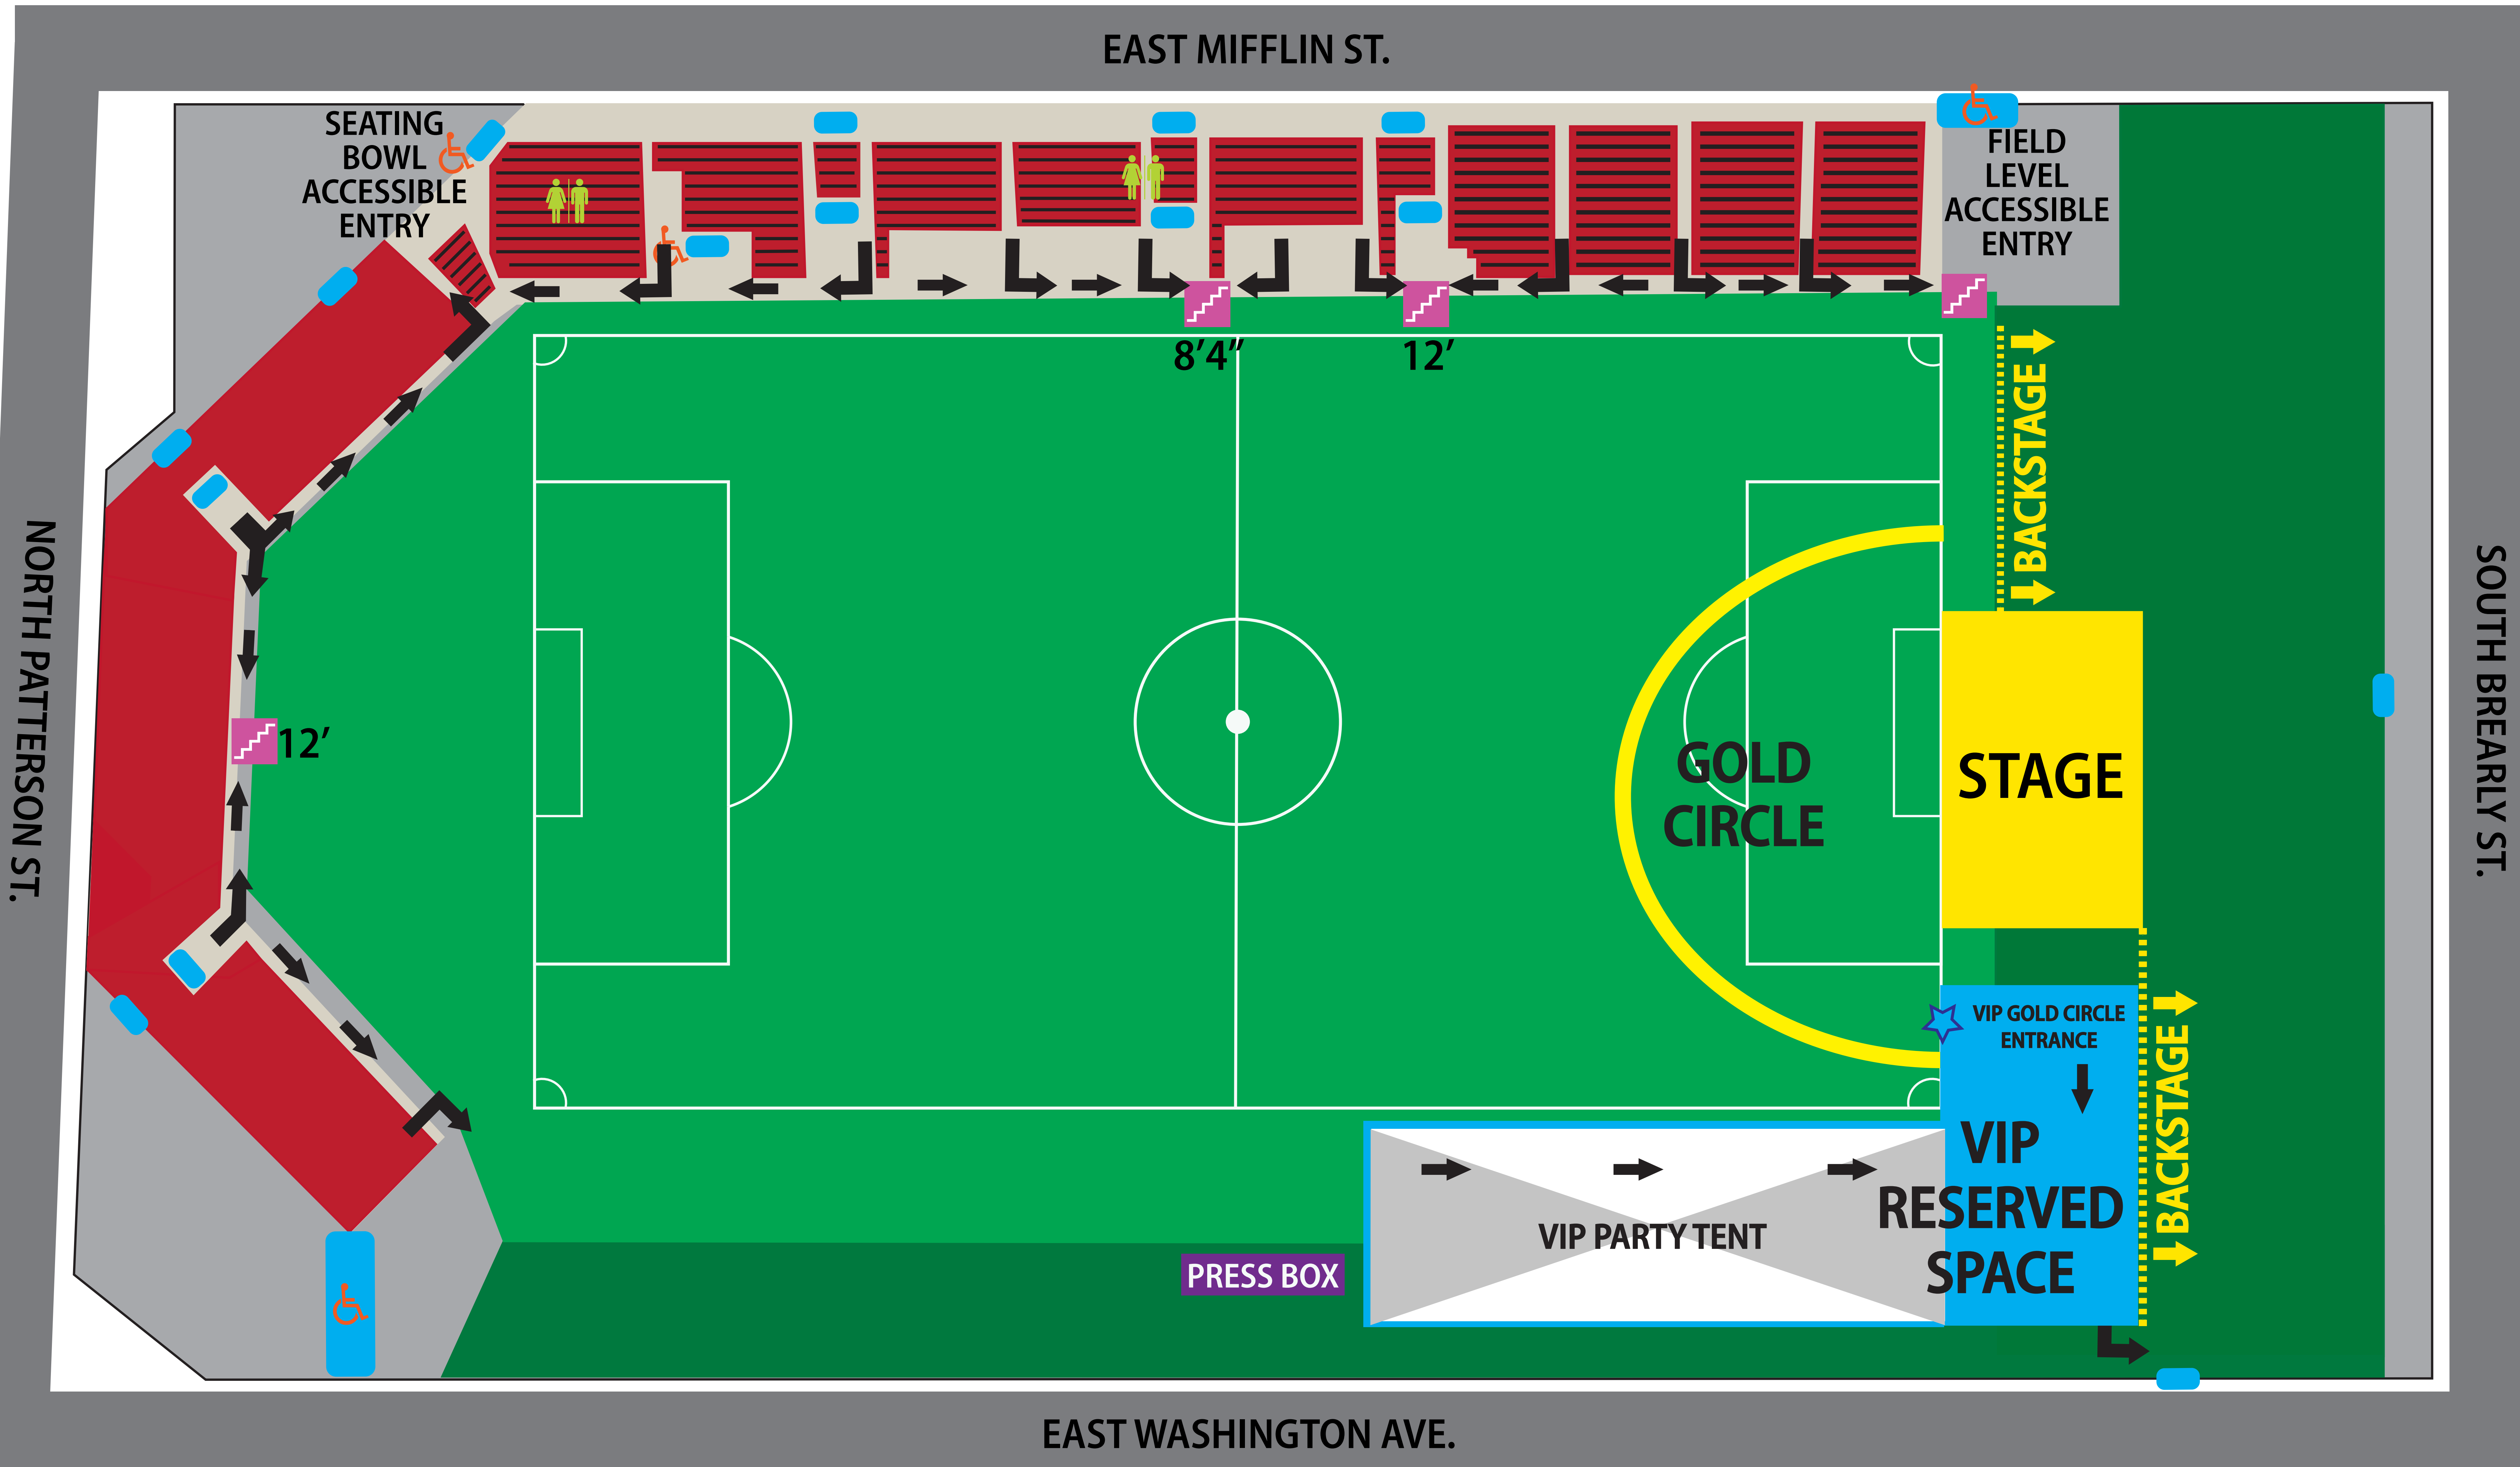 EAST MIFFLIN ST.
SEATING
BOWL
ACCESSIBLE
ENTRY
FIELD
LEVEL
ACCESSIBLE
ENTRY
8’4”
12’
BACKSTAGE
NORTH PATTERSON ST.
SOUTH BREARLY ST.
12’
GOLD
CIRCLE
STAGE
VIP GOLD CIRCLE
ENTRANCE
BACKSTAGE
VIP
RESERVED
SPACE
VIP PARTY TENT
PRESS BOX
EAST WASHINGTON AVE.